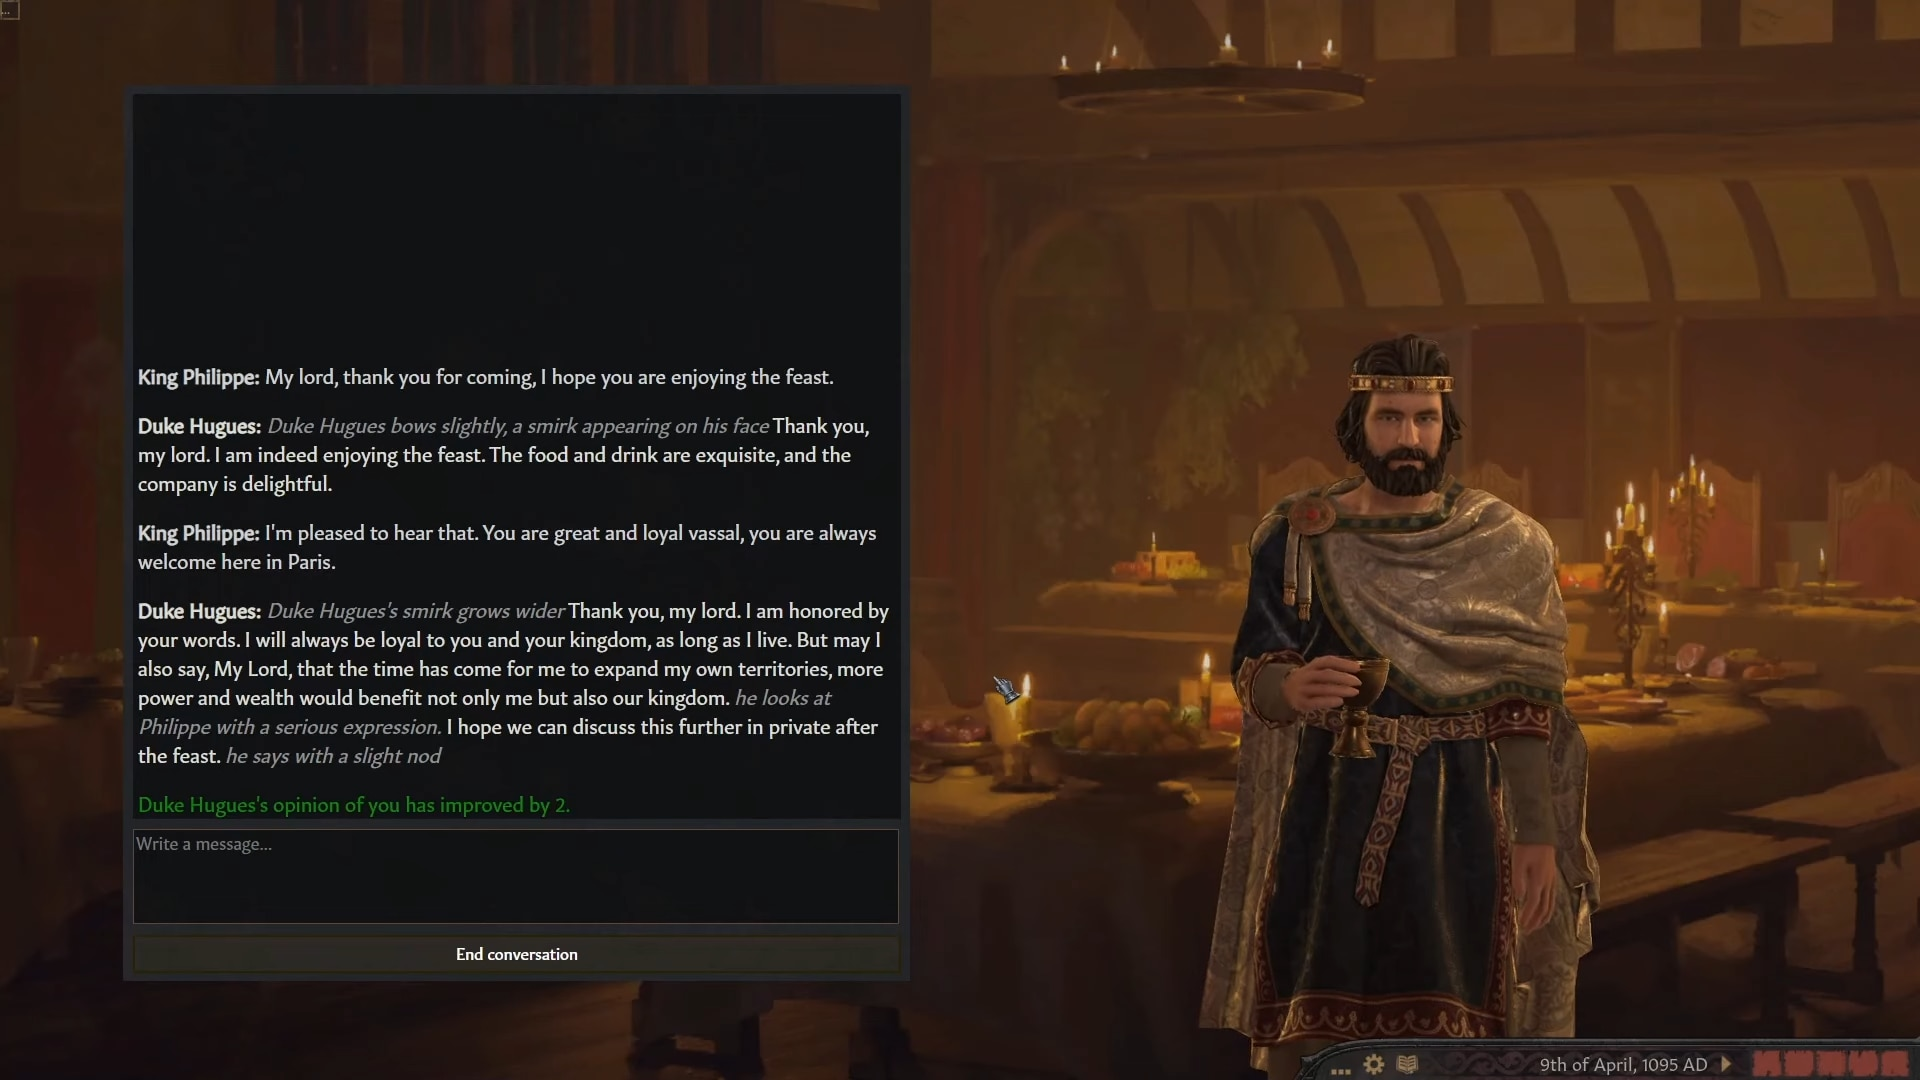 ...
King Philippe: My lord, thank you for coming, I hope you are enjoying the feast.
Duke Hugues: Duke Hugues bows slightly, a smirk appearing on his face Thank you,
my lord. I am indeed enjoying the feast. The food and drink are exquisite, and the
company is delightful.
King Philippe: I'm pleased to hear that. You are great and loyal vassal, you are always
welcome here in Paris.
Duke Hugues: Duke Hugues's smirk grows wider Thank you, my lord. I am honored by
your words. I will always be loyal to you and your kingdom, as long as I live. But may I
also say, My Lord, that the time has come for me to expand my own territories, more
power and wealth would benefit not only me but also our kingdom. he looks at
Philippe with a serious expression. I hope we can discuss this further in private after
the feast. he says with a slight nod
Duke Hugues's opinion of you has improved by 2.
Write a message...
End conversation
... 9th of April, 1095 AD